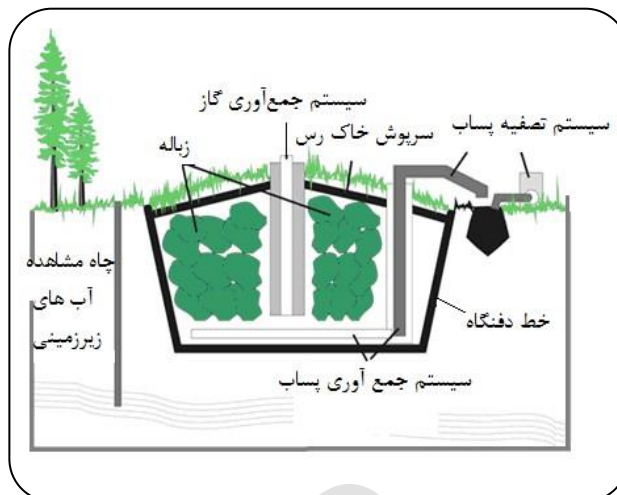 سیستم جمع‌آوری گاز
سیستم تصفیه پساب
سرپوش خاک رس
زباله
چاه مشاهده
آب های
زیرزمینی
خط دفنگاه
سیستم جمع آوری پساب